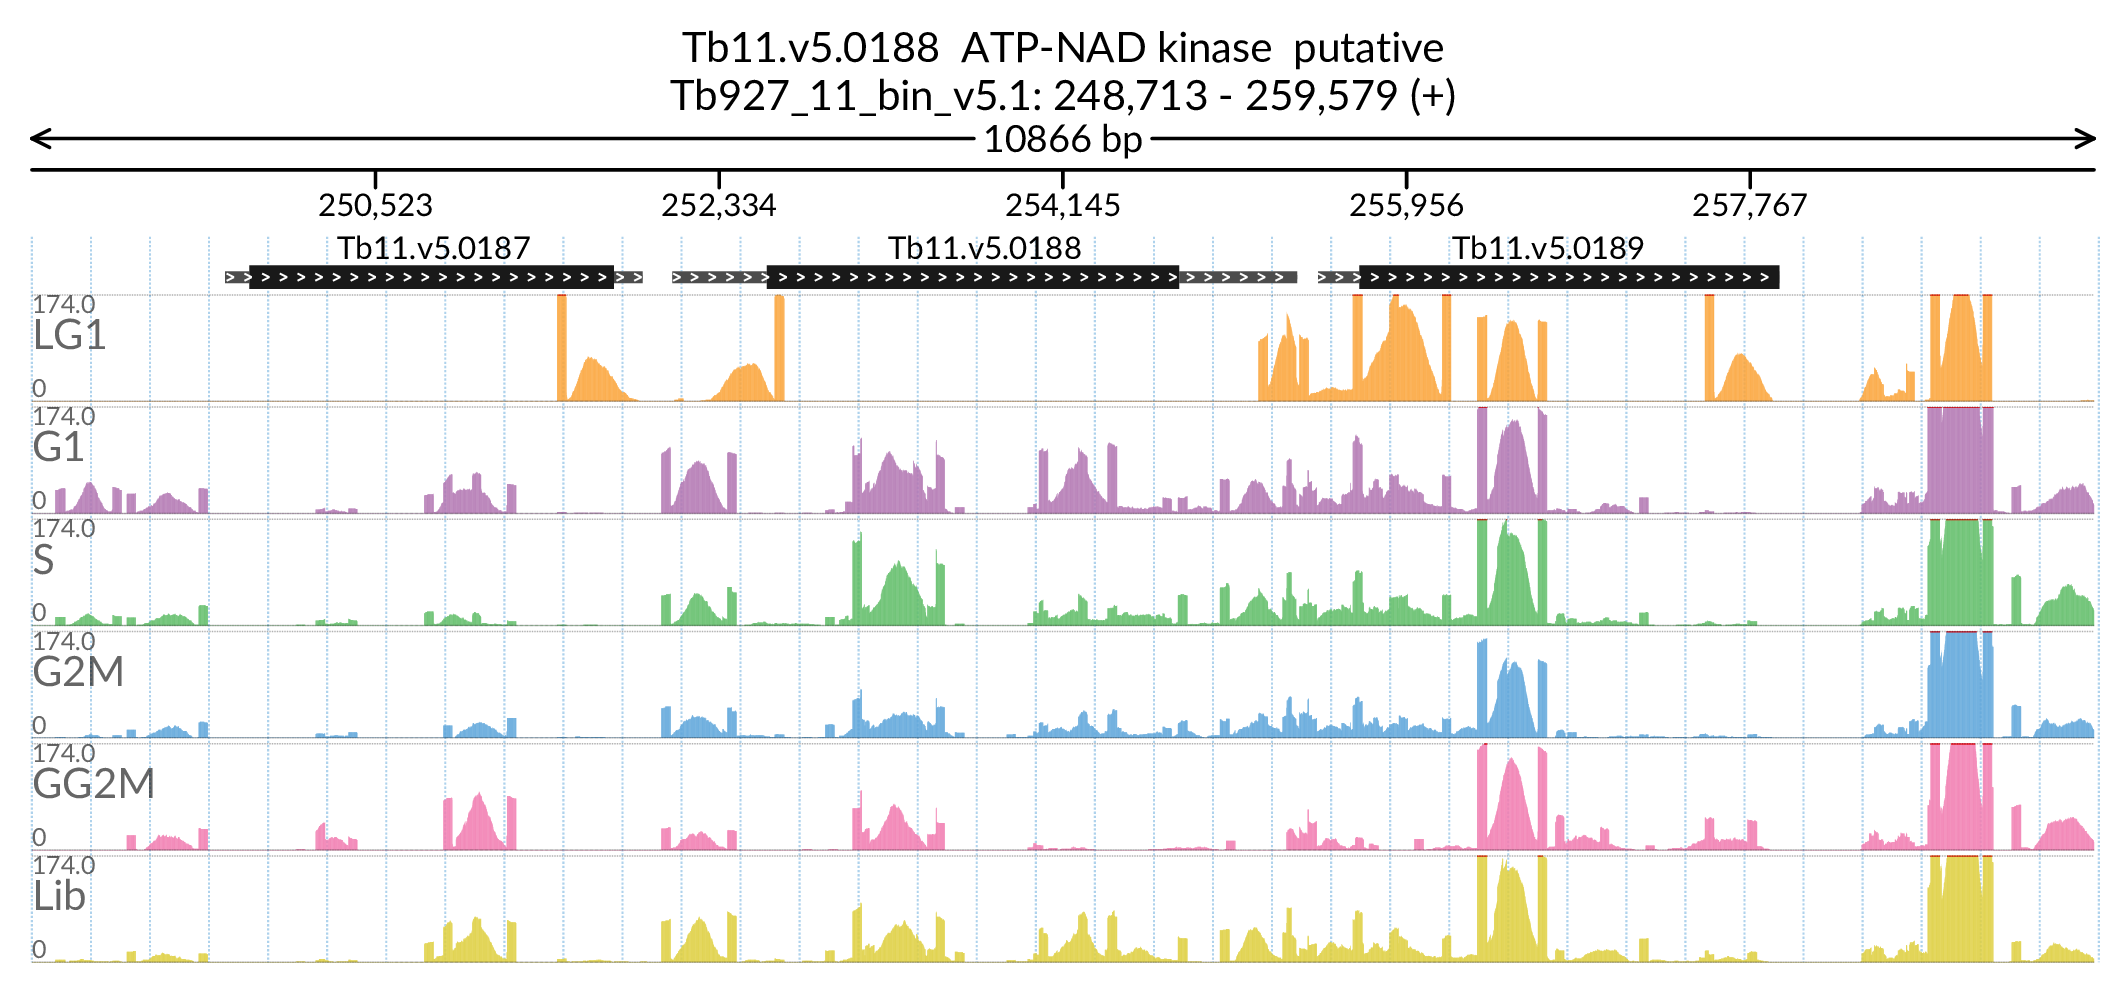 Tb11.v5.0188 ATP-NAD kinase putative
Tb927_11_bin_v5.1: 248,713 - 259,579 (+)
10866 bp
250,523 252,334 254,145 255,956 257,767
Tb11.v5.0187 Tb11.v5.0188 Tb11.v5.0189
174.0
LG1
0
174.0
G1
0
174.0
S
0
174.0
G2M
0
174.0
GG2M
0
174.0
Lib
0